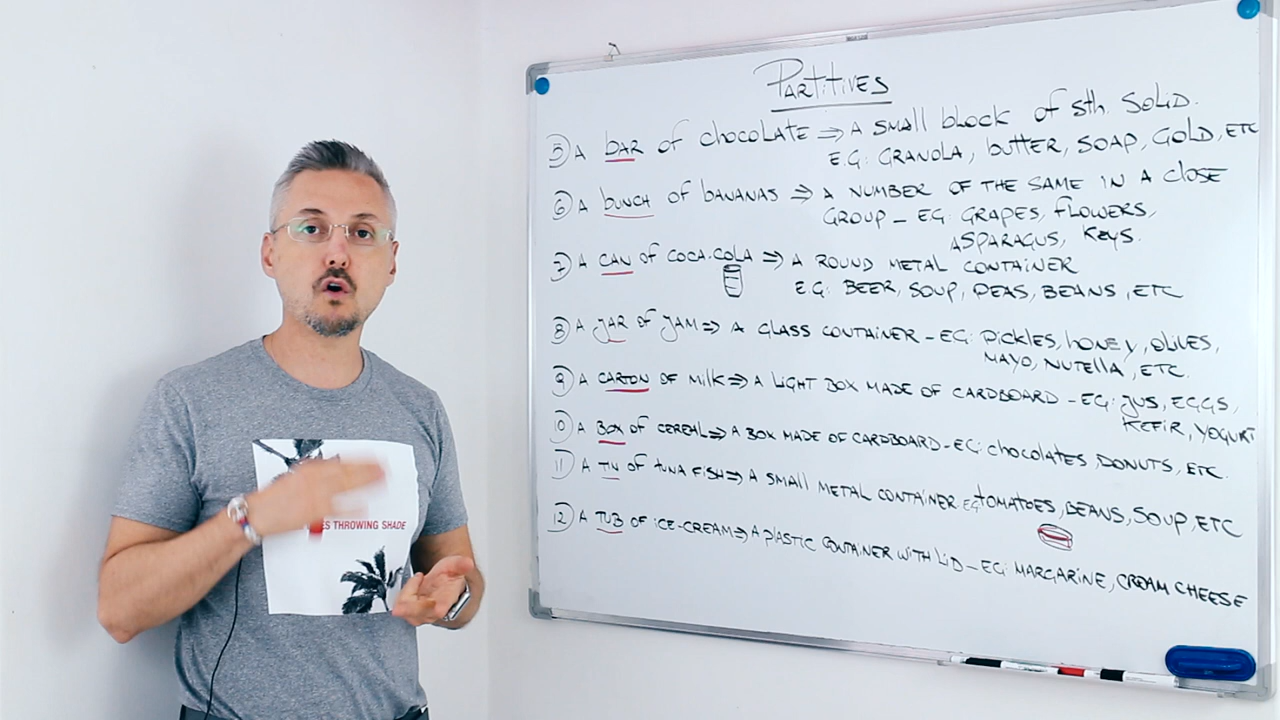 PARTITIVES
5) A BAR of chocolate ⇒ A small block of sth. Solid.
E.G: GRANOLA, butter, SOAP, GOLD, ETC
6) A bunch of bananas ⇒ A NUMBER OF THE SAME IN A close
GROUP - EG: GRAPES, flowers,
ASPARAGUS, Keys.
7) A CAN of COCA-COLA ⇒ A ROUND METAL CONTAINER
E.G: BEER, SOUP, PEAS, BEANS, ETC
8) A JAR of JAM ⇒ A GLASS CONTAINER - EG: PICKLES, honey, OLIVES,
MAYO, NUTELLA, ETC.
9) A CARTON OF MILK ⇒ A LIGHT BOX MADE OF CARDBOARD - EG: JUS, EGGS,
KEFIR, YOGURT
10) A BOX of CEREAL ⇒ A BOX MADE OF CARDBOARD - EG: chocolates, DONUTS, ETC.
11) A TIN of tuna fish ⇒ A SMALL METAL CONTAINER EG TOMATOES, BEANS, SOUP, ETC
12) A TUB OF ICE-CREAM ⇒ A PLASTIC CONTAINER WITH LID - EG: MARGARINE, CREAM CHEESE
ES THROWING SHADE